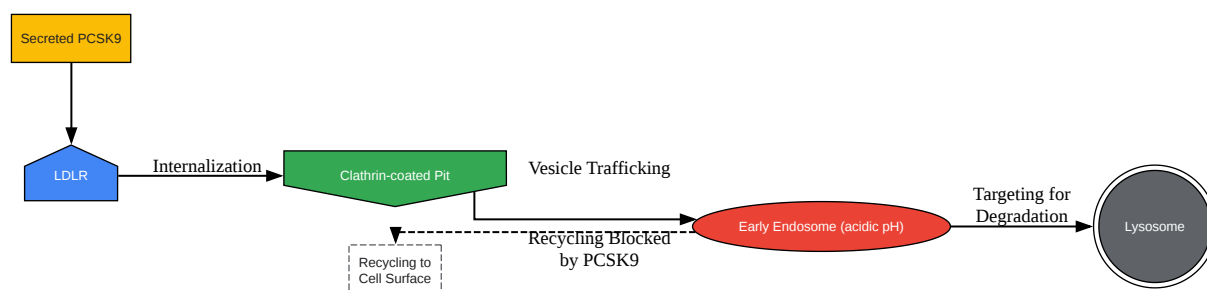 Secreted PCSK9
LDLR
Internalization
Clathrin-coated Pit
Vesicle Trafficking
Recycling Blocked
by PCSK9
Recycling to
Cell Surface
Early Endosome (acidic pH)
Targeting for
Degradation
Lysosome